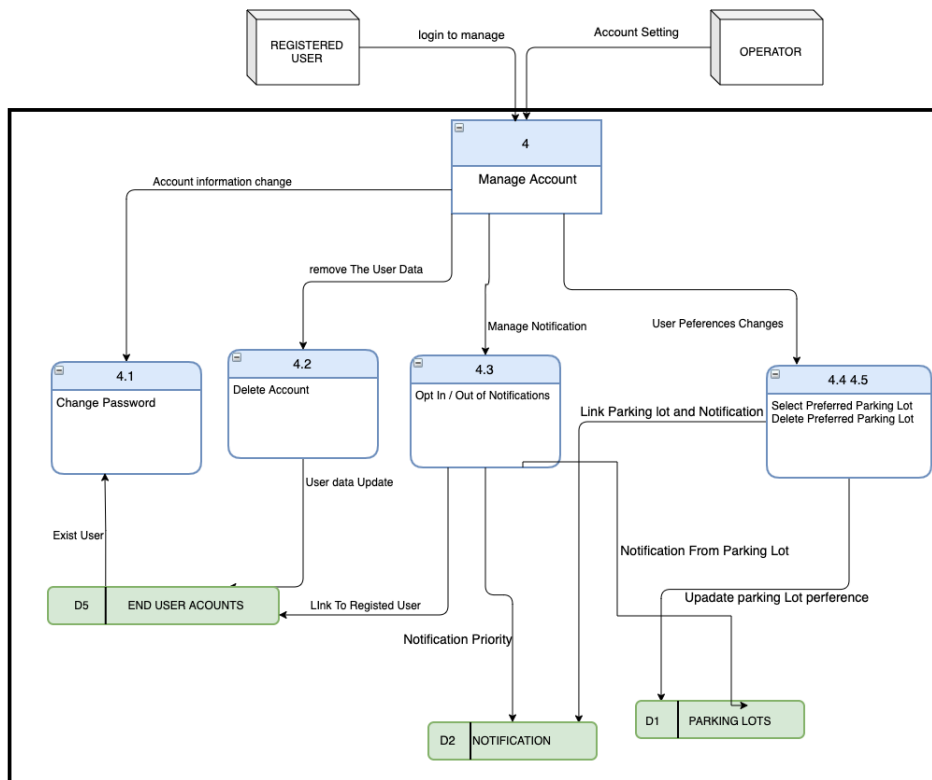 REGISTERED
USER
login to manage
Account Setting
OPERATOR
4
Manage Account
Account information change
remove The User Data
Manage Notification
User Peferences Changes
4.1
Change Password
4.2
Delete Account
4.3
Opt In / Out of Notifications
4.4 4.5
Select Preferred Parking Lot
Delete Preferred Parking Lot
Link Parking lot and Notification
User data Update
Exist User
Notification From Parking Lot
D5
END USER ACOUNTS
LInk To Registed User
Upadate parking Lot perference
Notification Priority
D2
NOTIFICATION
D1
PARKING LOTS